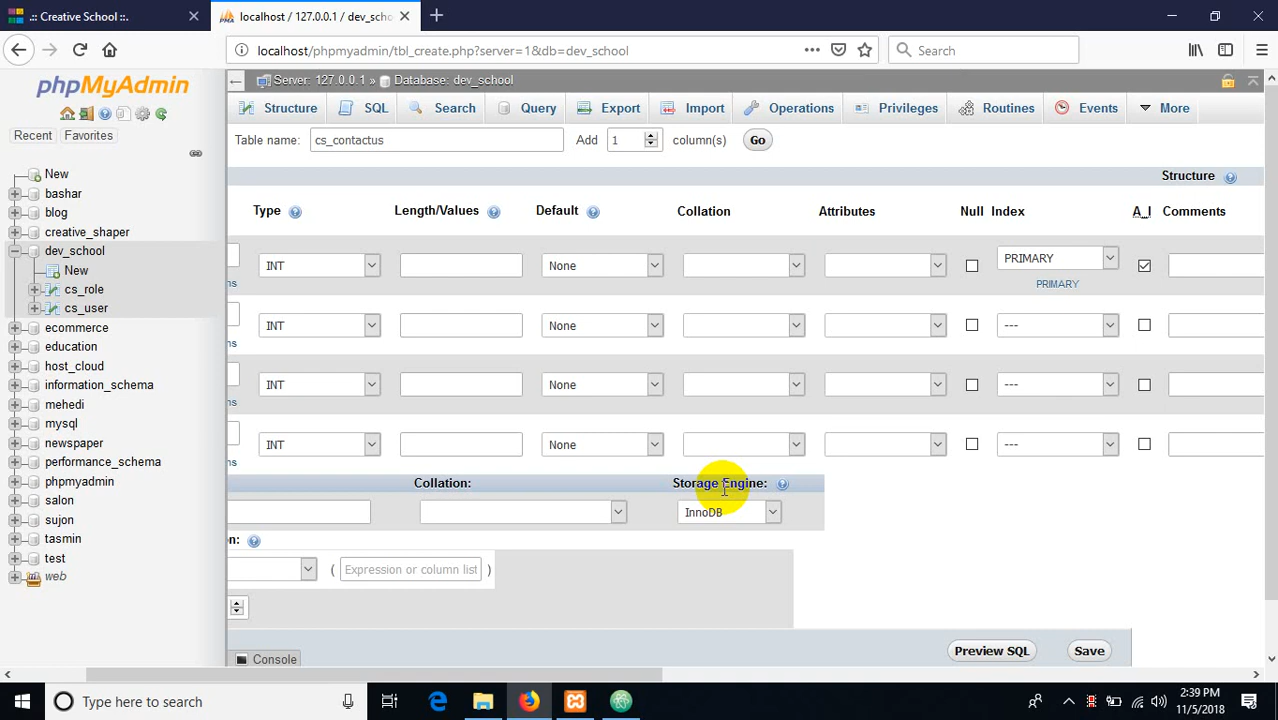 .:: Creative School ::.
localhost / 127.0.0.1 / dev_scho
localhost/phpmyadmin/tbl_create.php?server=1&db=dev_school
Search
phpMyAdmin
Recent
Favorites
New
bashar
blog
creative_shaper
dev_school
New
cs_role
cs_user
ecommerce
education
host_cloud
information_schema
mehedi
mysql
newspaper
performance_schema
phpmyadmin
salon
sujon
tasmin
test
web
Server: 127.0.0.1 » Database: dev_school
Structure SQL Search Query Export Import Operations Privileges Routines Events More
Table name: cs_contactus Add 1 column(s) Go
Structure
Type Length/Values Default Collation Attributes Null Index A_I Comments
INT None PRIMARY
ns PRIMARY
INT None ---
ns
INT None ---
ns
INT None ---
ns
Collation: Storage Engine:
InnoDB
on:
( Expression or column list )
Preview SQL Save
Console
Type here to search
2:39 PM
11/5/2018